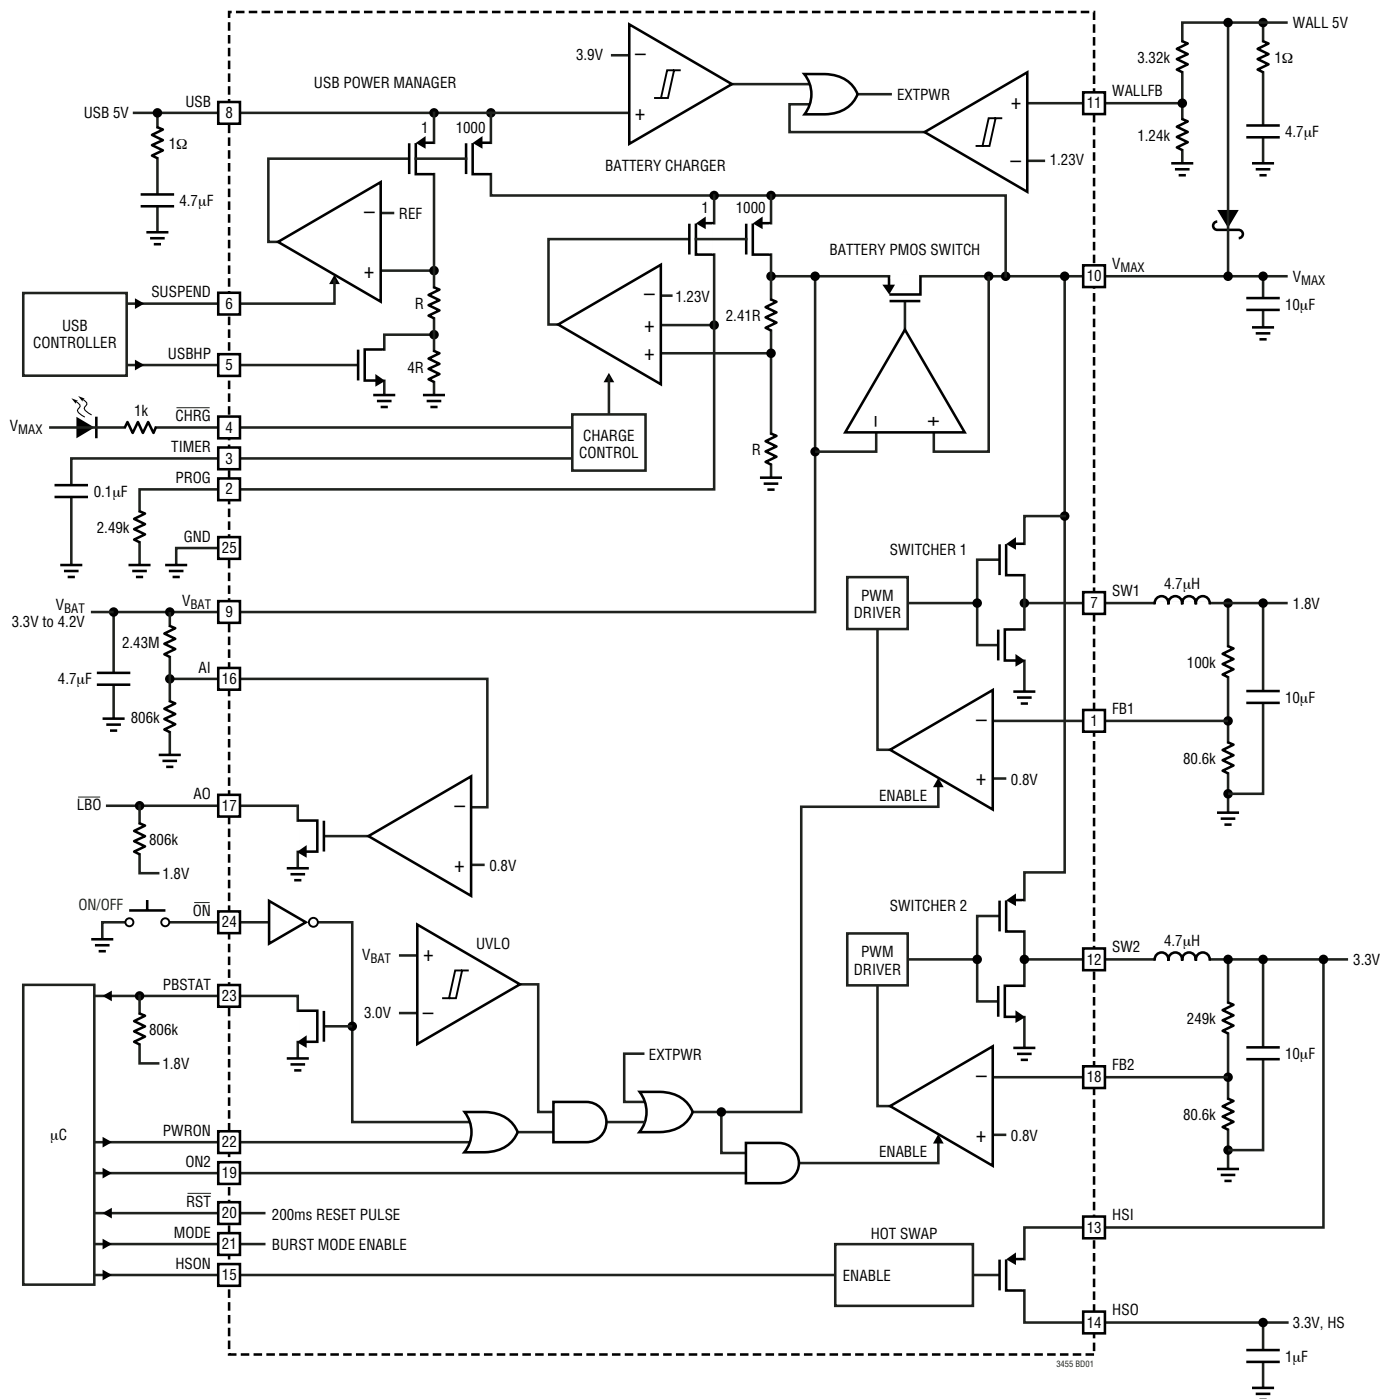 WALL 5V
3.9V
3.32k
1Ω
USB POWER MANAGER
EXTPWR
11
WALLFB
USB 5V
USB
8
1
1000
1.24k
4.7µF
1Ω
BATTERY CHARGER
1.23V
4.7µF
REF
1
1000
BATTERY PMOS SWITCH
VMAX
10
VMAX
SUSPEND
6
1.23V
10µF
USB CONTROLLER
R
2.41R
USBHP
5
4R
VMAX
1k
CHRG
4
CHARGE CONTROL
TIMER
3
R
PROG
2
0.1µF
2.49k
GND
25
SWITCHER 1
4.7µH
VBAT
3.3V to 4.2V
VBAT
9
PWM DRIVER
7
SW1
1.8V
2.43M
AI
16
100k
4.7µF
806k
10µF
1
FB1
80.6k
0.8V
ENABLE
LBO
AO
17
806k
1.8V
0.8V
ON/OFF
ON
24
SWITCHER 2
UVLO
VBAT
3.0V
PWM DRIVER
12
SW2
4.7µH
3.3V
PBSTAT
23
806k
1.8V
249k
10µF
EXTPWR
18
FB2
80.6k
0.8V
ENABLE
µC
PWRON
22
ON2
19
RST
20
200ms RESET PULSE
MODE
21
BURST MODE ENABLE
HSON
15
HOT SWAP
ENABLE
13
HSI
14
HSO
3.3V, HS
1µF
3455 BD01